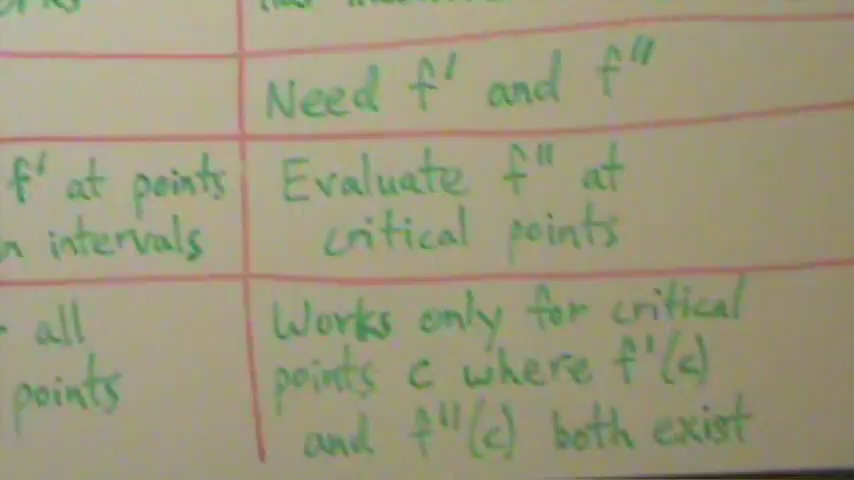 Need f' and f"
f' at points
intervals
Evaluate f" at
critical points
all
points
Works only for critical
points c where f'(c)
and f"(c) both exist